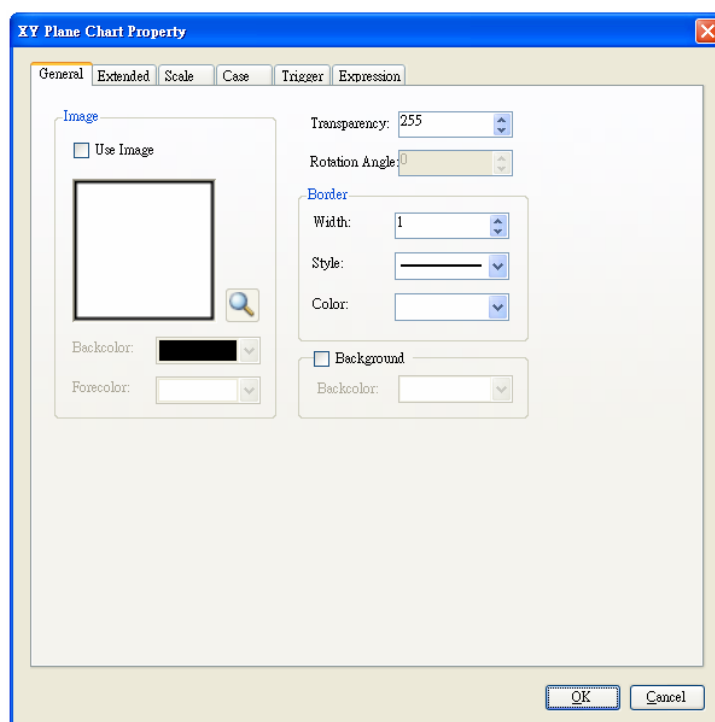 XY Plane Chart Property
General Extended Scale Case Trigger Expression
Image
Use Image
Backcolor:
Forecolor:
Transparency: 255
Rotation Angle: 0
Border
Width: 1
Style:
Color:
Background
Backcolor:
OK Cancel